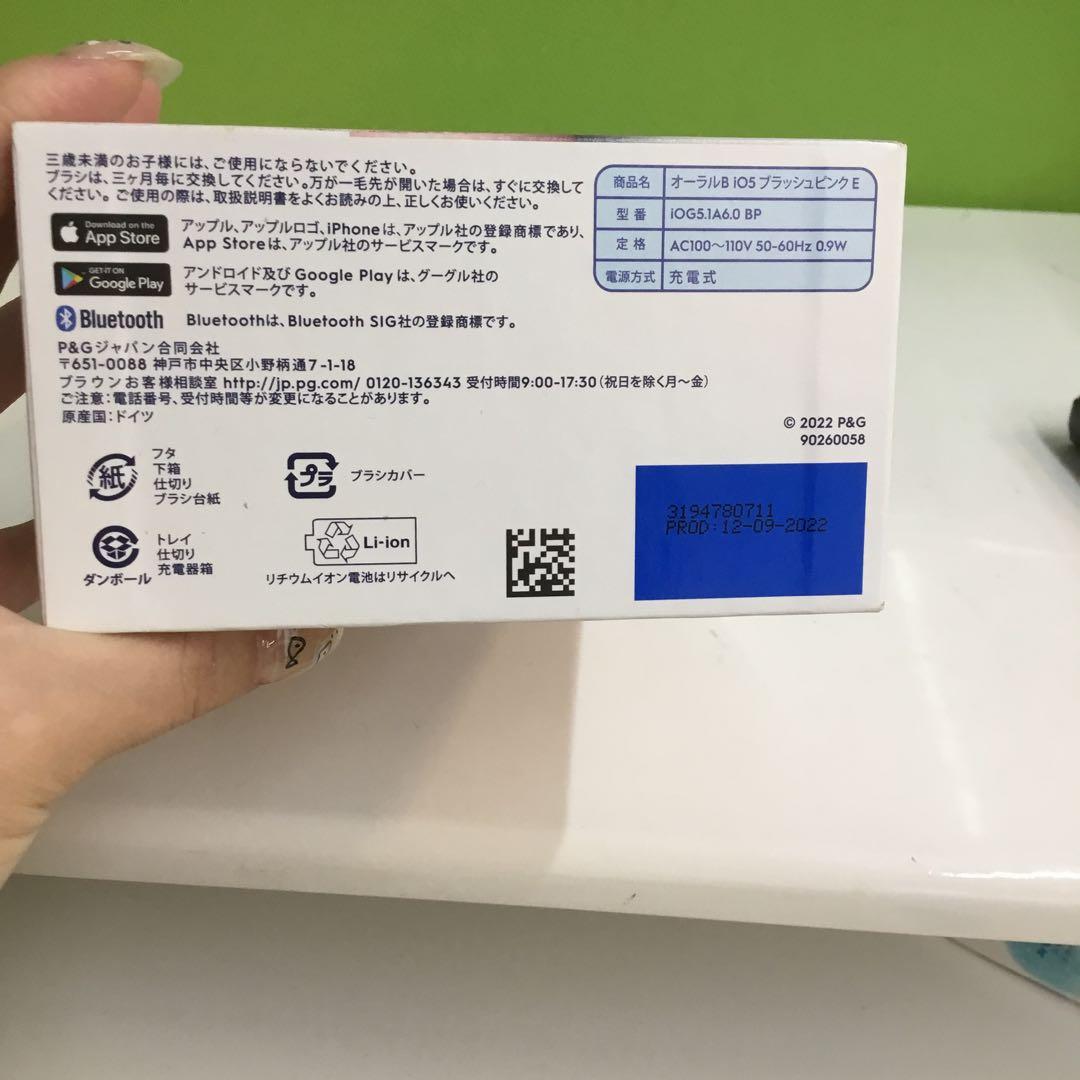 三歳未満のお子様には、ご使用にならないでください。
ブラシは、三ヶ月毎に交換してください。万が一毛先が開いた場合は、すぐに交換して
ください。ご使用の際は、取扱説明書をよくお読みの上、正しくお使いください。
Download on the
App Store
アップル、アップルロゴ、iPhoneは、アップル社の登録商標であり、
App Storeは、アップル社のサービスマークです。
GET IT ON
Google Play
アンドロイド及び Google Play は、グーグル社の
サービスマークです。
Bluetooth
Bluetoothは、Bluetooth SIG社の登録商標です。
P&Gジャパン合同会社
〒651-0088 神戸市中央区小野柄通7-1-18
ブラウンお客様相談室 http://jp.pg.com/ 0120-136343 受付時間9:00-17:30(祝日を除く月～金)
ご注意：電話番号、受付時間等が変更になることがあります。
原産国：ドイツ
商品名 オーラルB iO5 ブラッシュピンク E
型番 iOG5.1A6.0 BP
定格 AC100～110V 50-60Hz 0.9W
電源方式 充電式
© 2022 P&G
90260058
紙
フタ
下箱
仕切り
ブラシ台紙
プラ
ブラシカバー
ダンボール
トレイ
仕切り
充電器箱
Li-ion
リチウムイオン電池はリサイクルへ
3194780711
PROD:12-09-2022